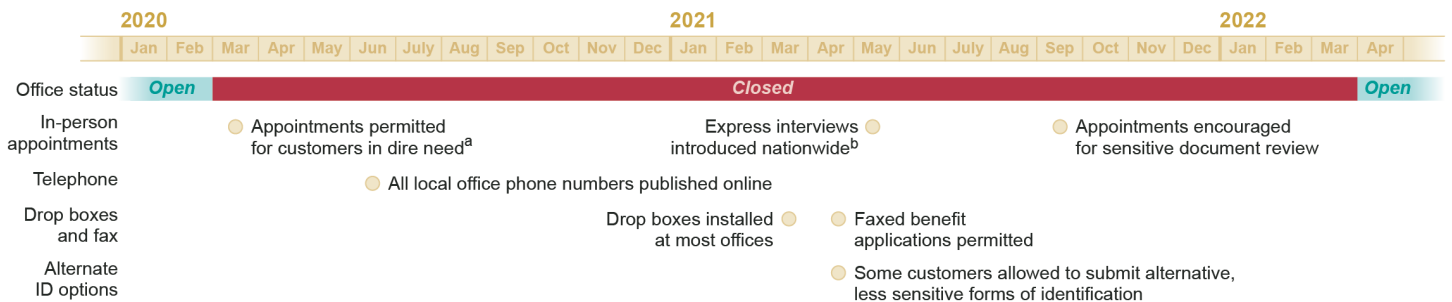 2020 2021 2022
Jan Feb Mar Apr May Jun July Aug Sep Oct Nov Dec Jan Feb Mar Apr May Jun July Aug Sep Oct Nov Dec Jan Feb Mar Apr
Office status Open Closed Open
In-person
appointments
Appointments permitted
for customers in dire needa
Express interviews
introduced nationwideb
Appointments encouraged
for sensitive document review
Telephone
All local office phone numbers published online
Drop boxes
and fax
Drop boxes installed
at most offices
Faxed benefit
applications permitted
Alternate
ID options
Some customers allowed to submit alternative,
less sensitive forms of identification